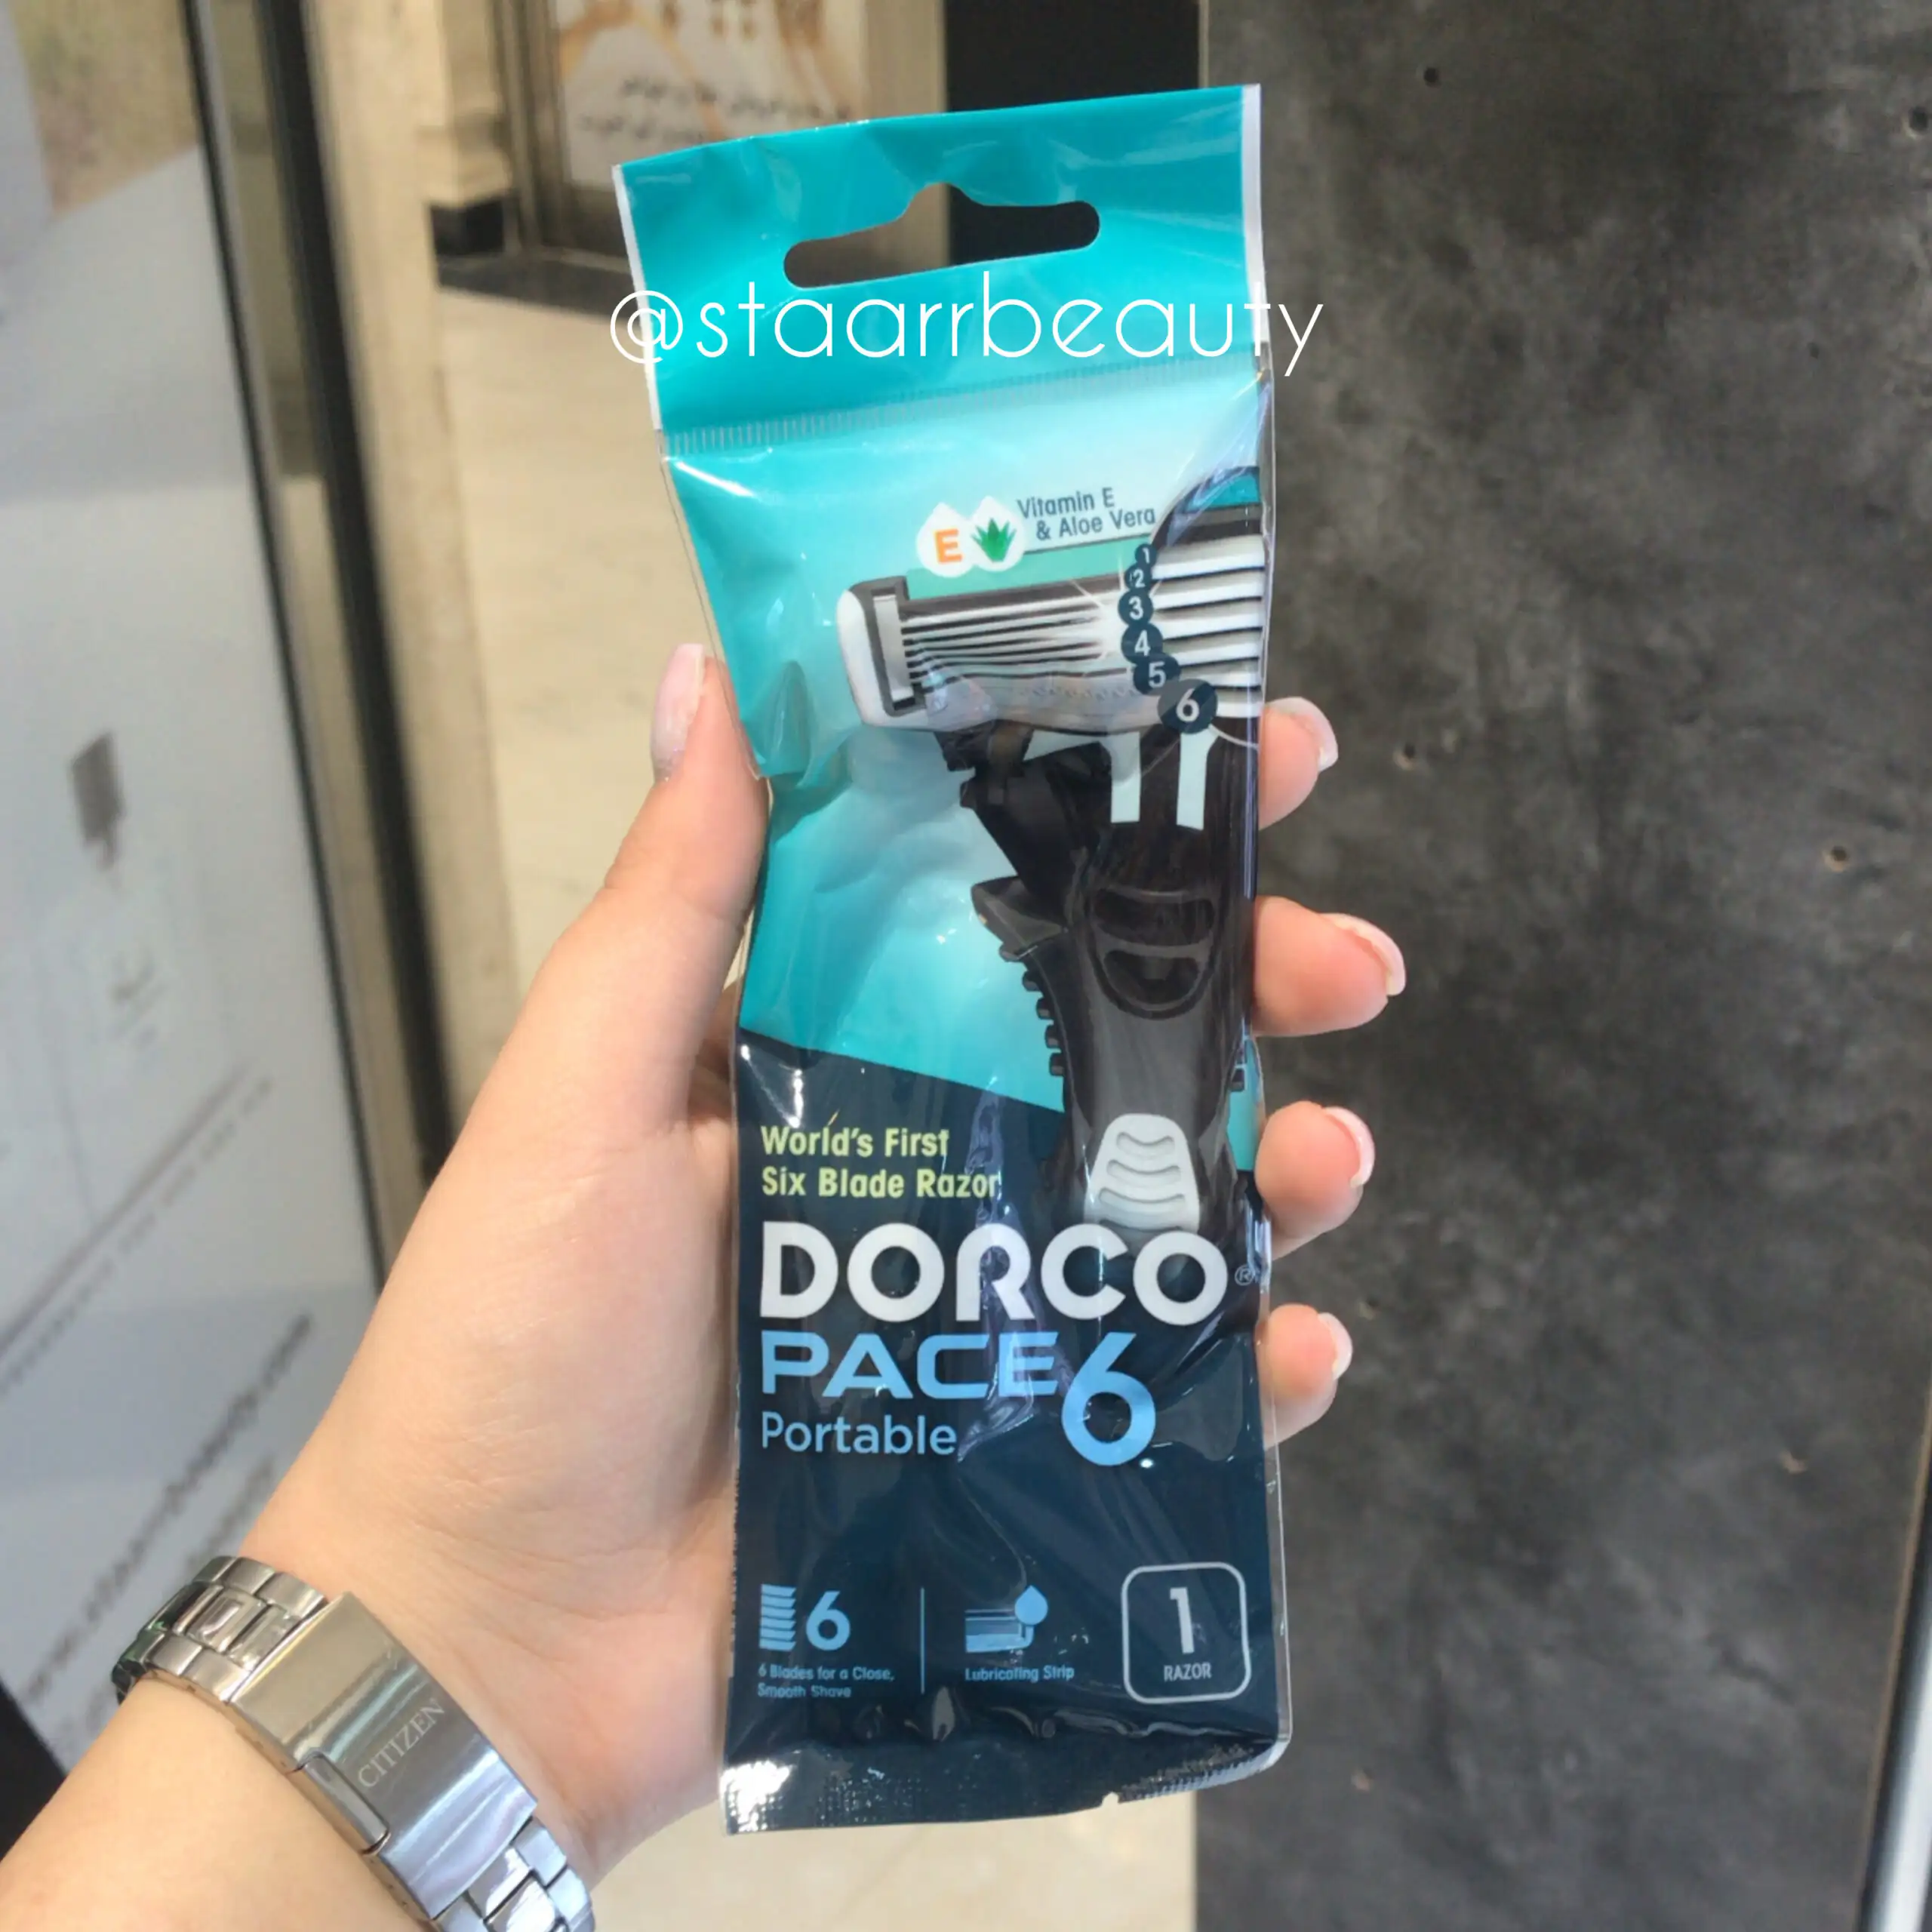 @staarrbeauty
E
Vitamin E
& Aloe Vera
1
2
3
4
5
6
World's First
Six Blade Razor
DORCO®
PACE 6
Portable
6
6 Blades for a Close,
Smooth Shave
Lubricating Strip
1
RAZOR
CITIZEN